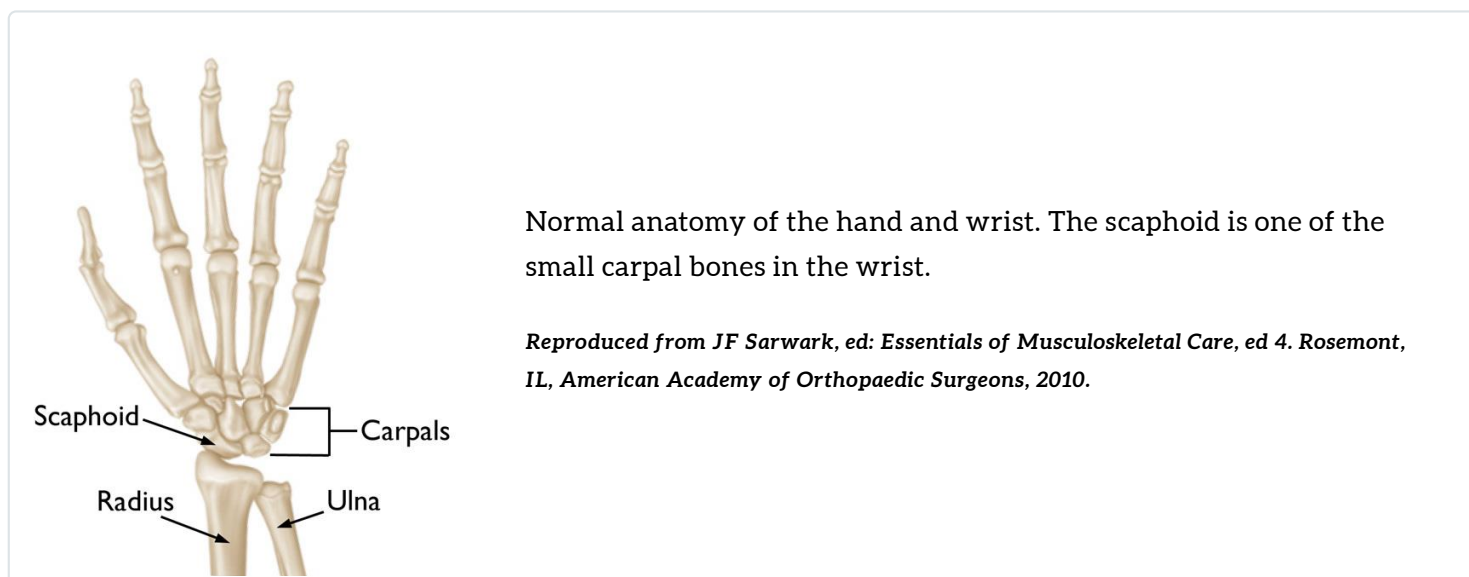 Normal anatomy of the hand and wrist. The scaphoid is one of the
small carpal bones in the wrist.
Reproduced from JF Sarwark, ed: Essentials of Musculoskeletal Care, ed 4. Rosemont,
IL, American Academy of Orthopaedic Surgeons, 2010.
Scaphoid
Carpals
Radius
Ulna